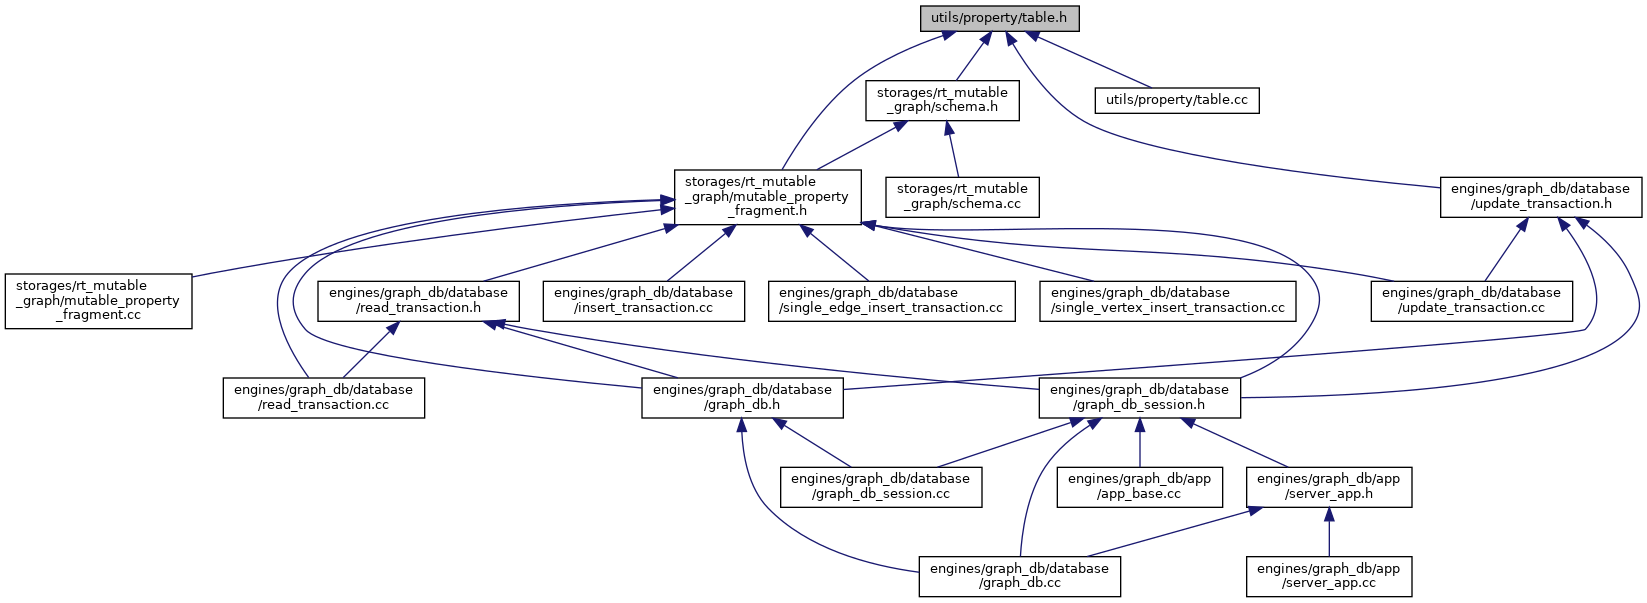 utils/property/table.h
storages/rt_mutable
_graph/schema.h
utils/property/table.cc
storages/rt_mutable
_graph/mutable_property
_fragment.h
storages/rt_mutable
_graph/schema.cc
engines/graph_db/database
/update_transaction.h
storages/rt_mutable
_graph/mutable_property
_fragment.cc
engines/graph_db/database
/read_transaction.h
engines/graph_db/database
/insert_transaction.cc
engines/graph_db/database
/single_edge_insert_transaction.cc
engines/graph_db/database
/single_vertex_insert_transaction.cc
engines/graph_db/database
/update_transaction.cc
engines/graph_db/database
/read_transaction.cc
engines/graph_db/database
/graph_db.h
engines/graph_db/database
/graph_db_session.h
engines/graph_db/database
/graph_db_session.cc
engines/graph_db/app
/app_base.cc
engines/graph_db/app
/server_app.h
engines/graph_db/database
/graph_db.cc
engines/graph_db/app
/server_app.cc